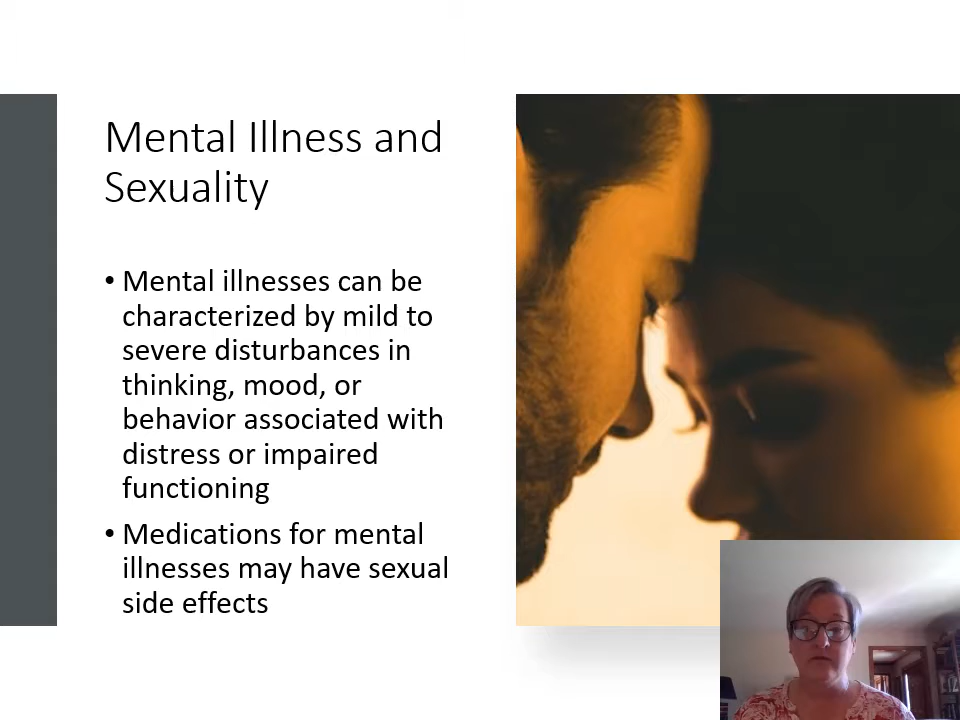 Mental Illness and
Sexuality
• Mental illnesses can be
characterized by mild to
severe disturbances in
thinking, mood, or
behavior associated with
distress or impaired
functioning
• Medications for mental
illnesses may have sexual
side effects